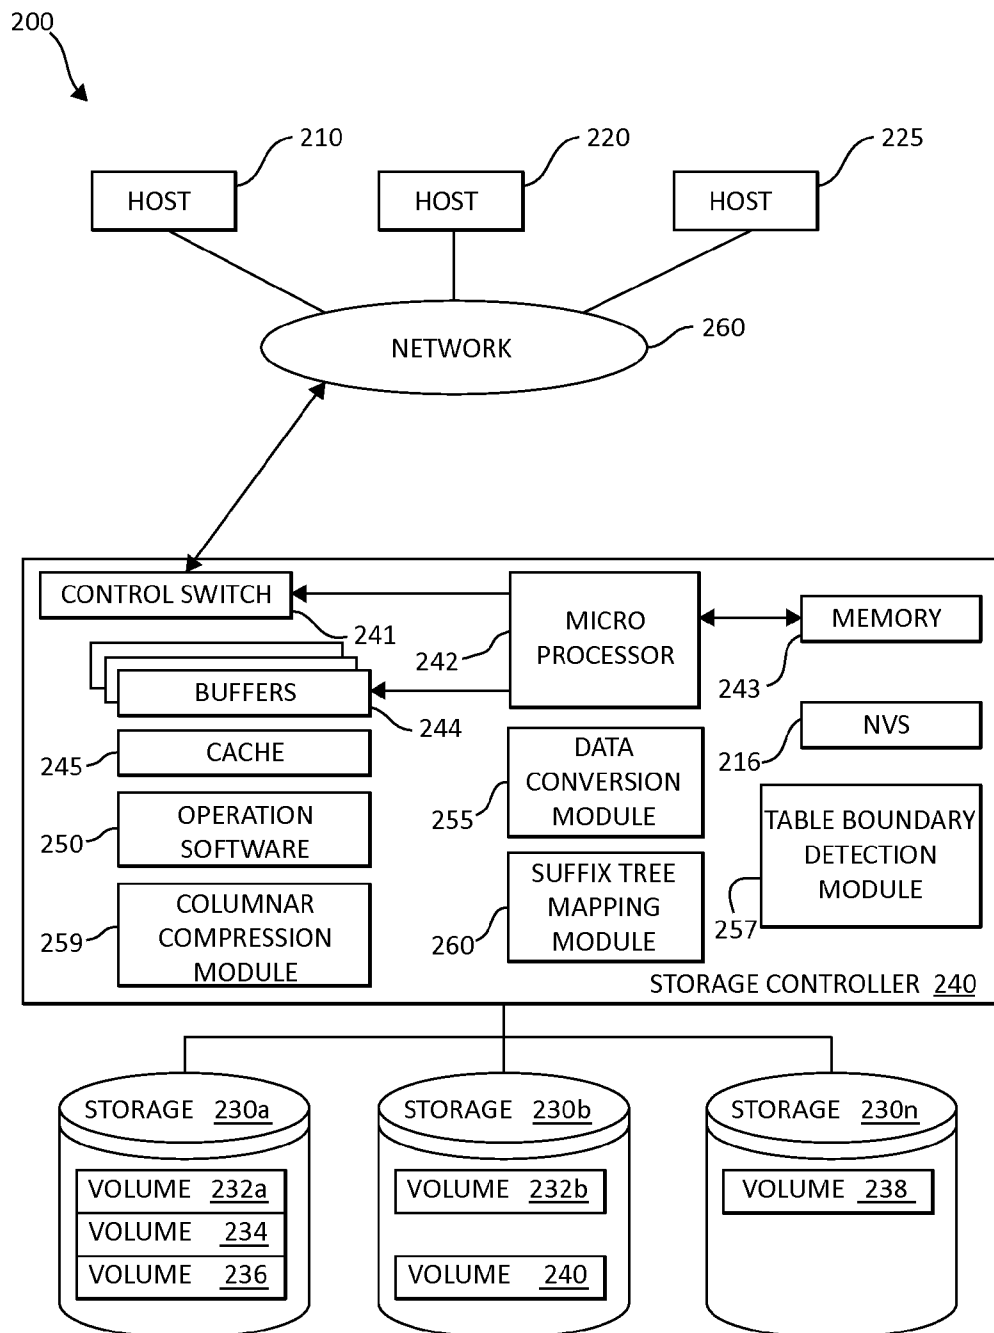 200
210
220
225
HOST
HOST
HOST
NETWORK
260
CONTROL SWITCH
241
MICRO
PROCESSOR
242
MEMORY
243
BUFFERS
244
NVS
216
CACHE
245
DATA
CONVERSION
MODULE
255
OPERATION
SOFTWARE
250
TABLE BOUNDARY
DETECTION
MODULE
257
COLUMNAR
COMPRESSION
MODULE
259
SUFFIX TREE
MAPPING
MODULE
260
STORAGE CONTROLLER 240
STORAGE 230a
VOLUME 232a
VOLUME 234
VOLUME 236
STORAGE 230b
VOLUME 232b
VOLUME 240
STORAGE 230n
VOLUME 238